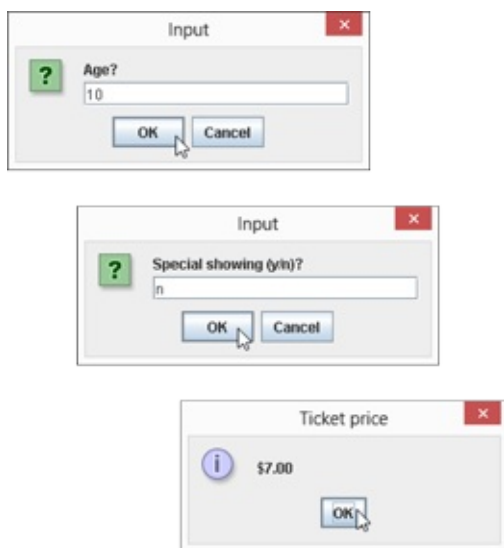 Input
Age?
10
OK Cancel
Input
Special showing (y/n)?
n
OK Cancel
Ticket price
$7.00
OK